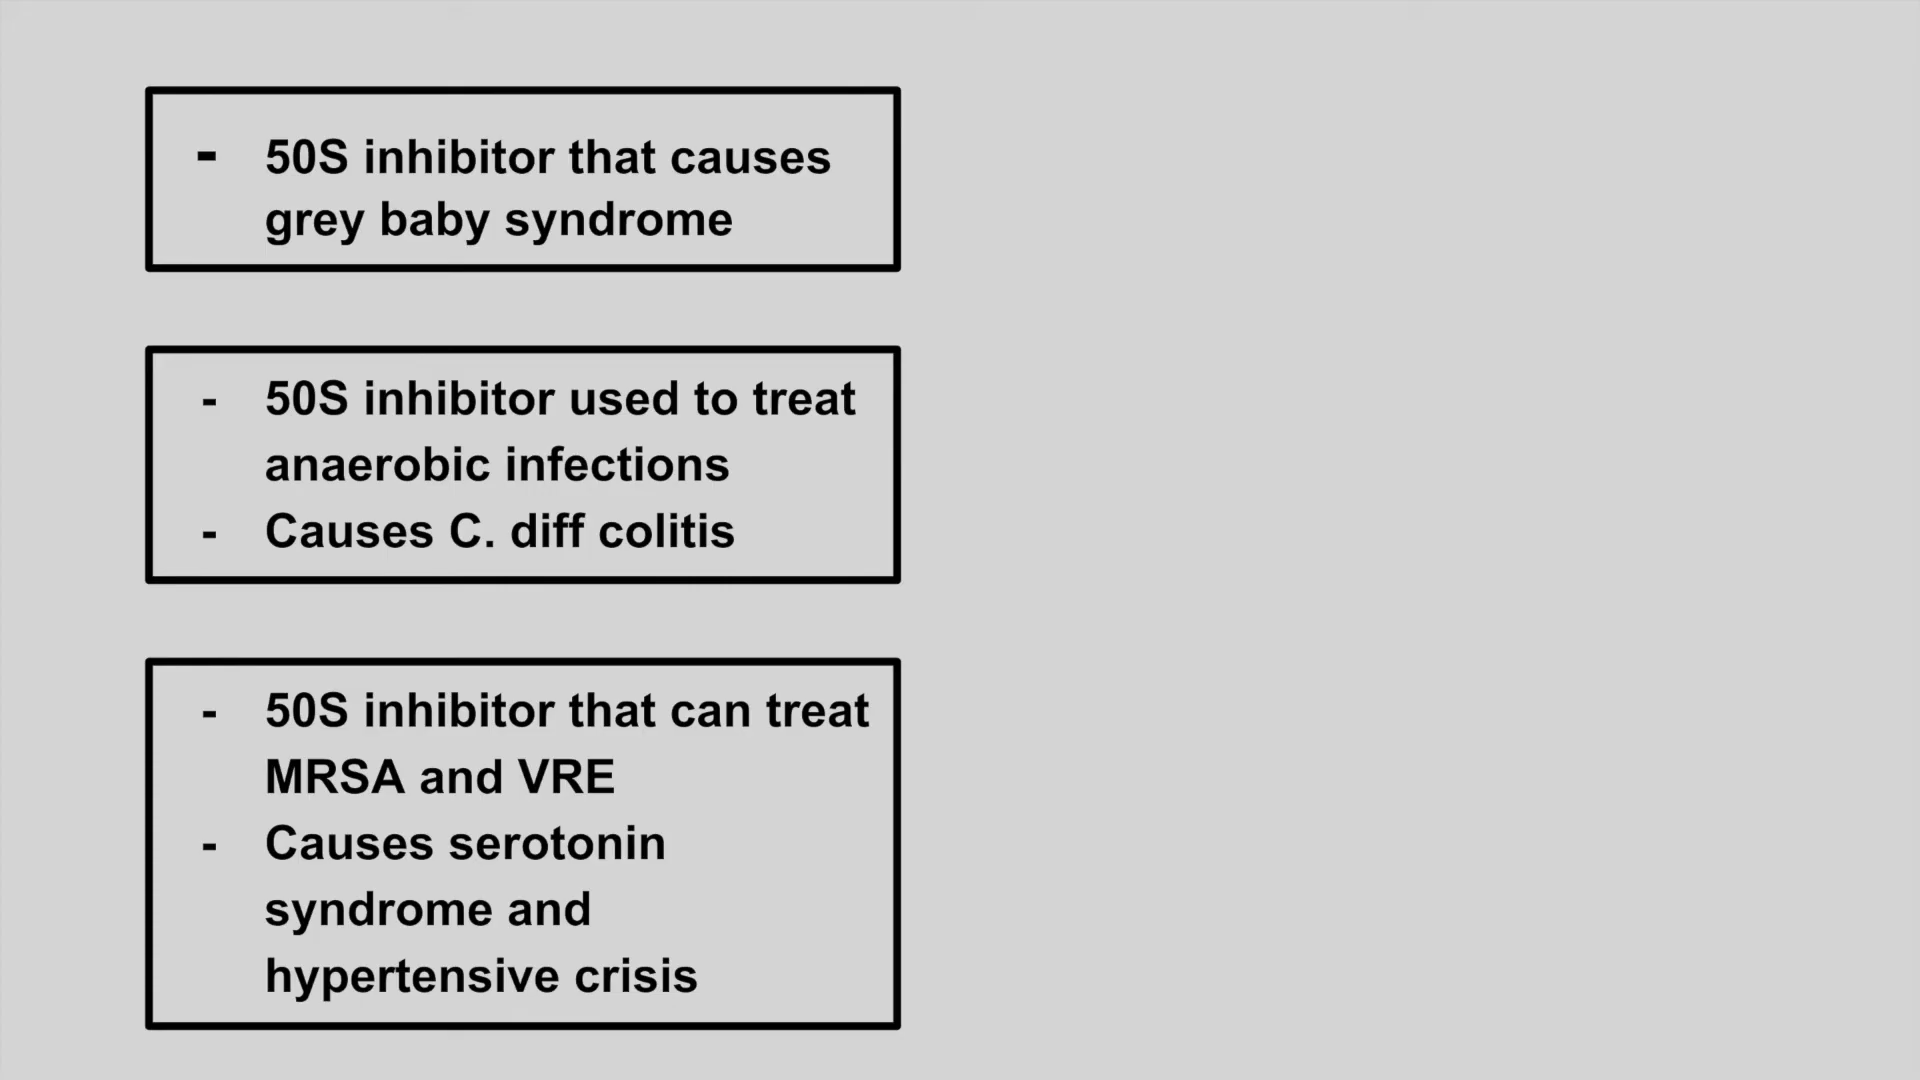 - 50S inhibitor that causes
grey baby syndrome
- 50S inhibitor used to treat
anaerobic infections
- Causes C. diff colitis
- 50S inhibitor that can treat
MRSA and VRE
- Causes serotonin
syndrome and
hypertensive crisis